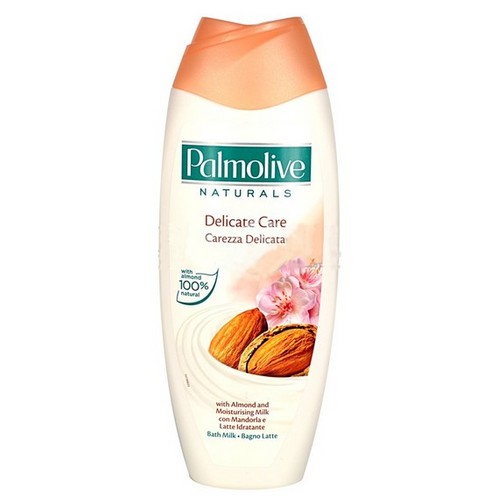 Palmolive
NATURALS
Delicate Care
Carezza Delicata
with
almond
100%
natural
with Almond and
Moisturising Milk
con Mandorla e
Latte Idratante
Bath Milk • Bagno Latte